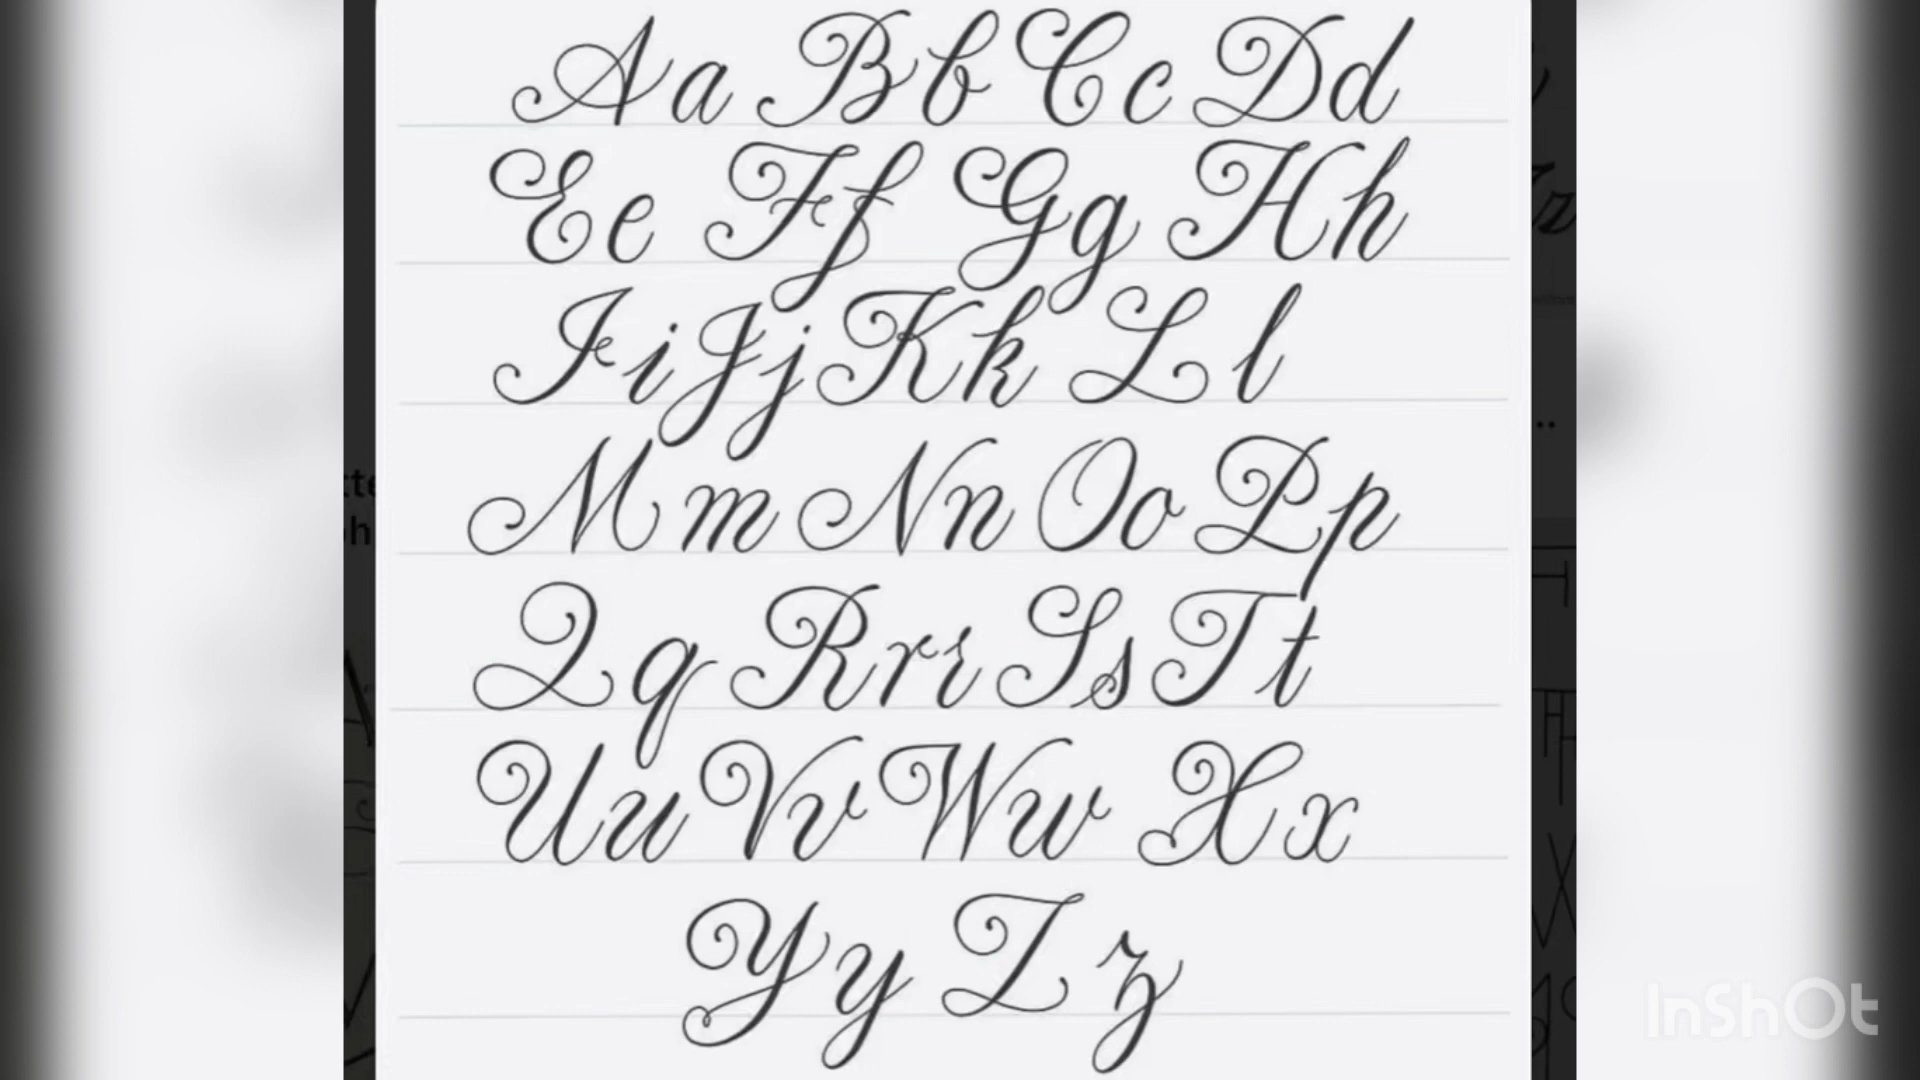 Aa Bb Cc Dd
Ee Ff Gg Hh
Ii Jj Kk Ll
Mm Nn Oo Pp
Qq Rrr Ss Tt
Uu Vv Ww Xx
Yy Zz
InShOt